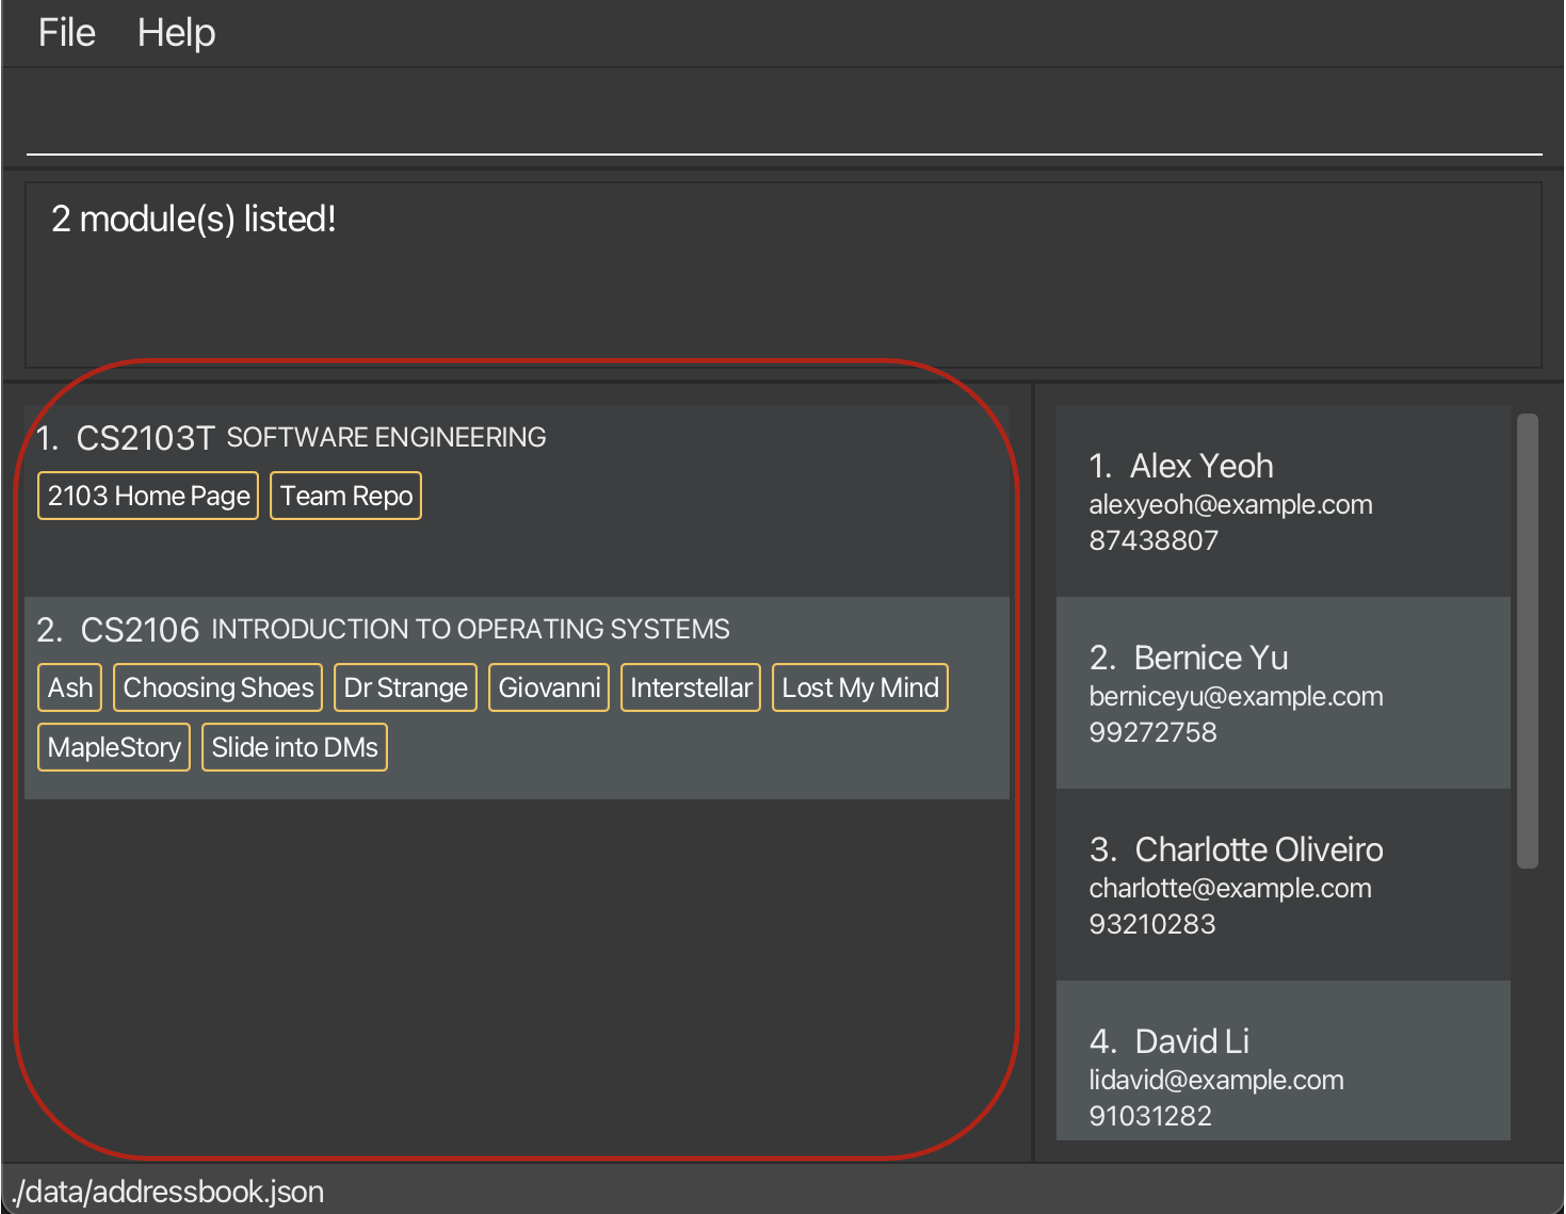 File Help
2 module(s) listed!
1. CS2103T SOFTWARE ENGINEERING
2103 Home Page Team Repo
2. CS2106 INTRODUCTION TO OPERATING SYSTEMS
Ash Choosing Shoes Dr Strange Giovanni Interstellar Lost My Mind
MapleStory Slide into DMs
1. Alex Yeoh
alexyeoh@example.com
87438807
2. Bernice Yu
berniceyu@example.com
99272758
3. Charlotte Oliveiro
charlotte@example.com
93210283
4. David Li
lidavid@example.com
91031282
./data/addressbook.json